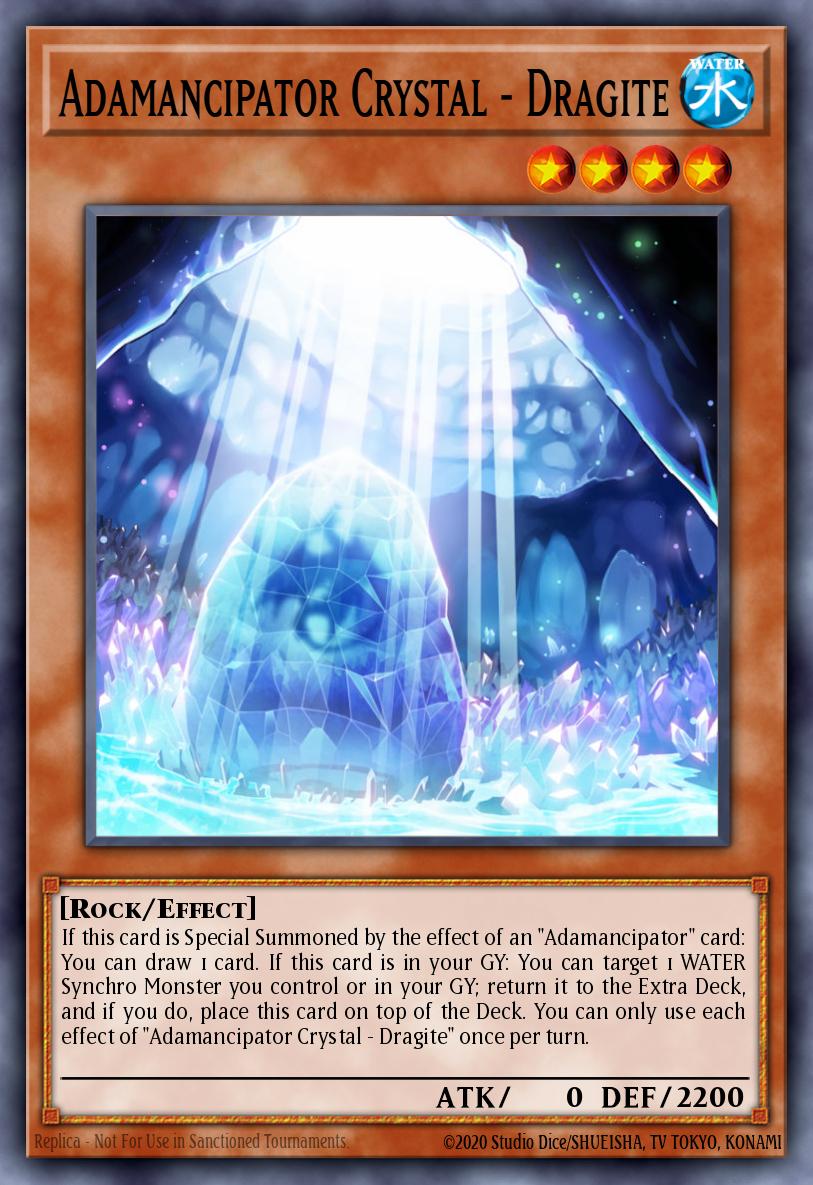 Adamancipator Crystal - Dragite
WATER
水
[Rock/Effect]
If this card is Special Summoned by the effect of an "Adamancipator" card:
You can draw 1 card. If this card is in your GY: You can target 1 WATER
Synchro Monster you control or in your GY; return it to the Extra Deck,
and if you do, place this card on top of the Deck. You can only use each
effect of "Adamancipator Crystal - Dragite" once per turn.
ATK/ 0 DEF/2200
Replica - Not For Use in Sanctioned Tournaments.
©2020 Studio Dice/SHUEISHA, TV TOKYO, KONAMI